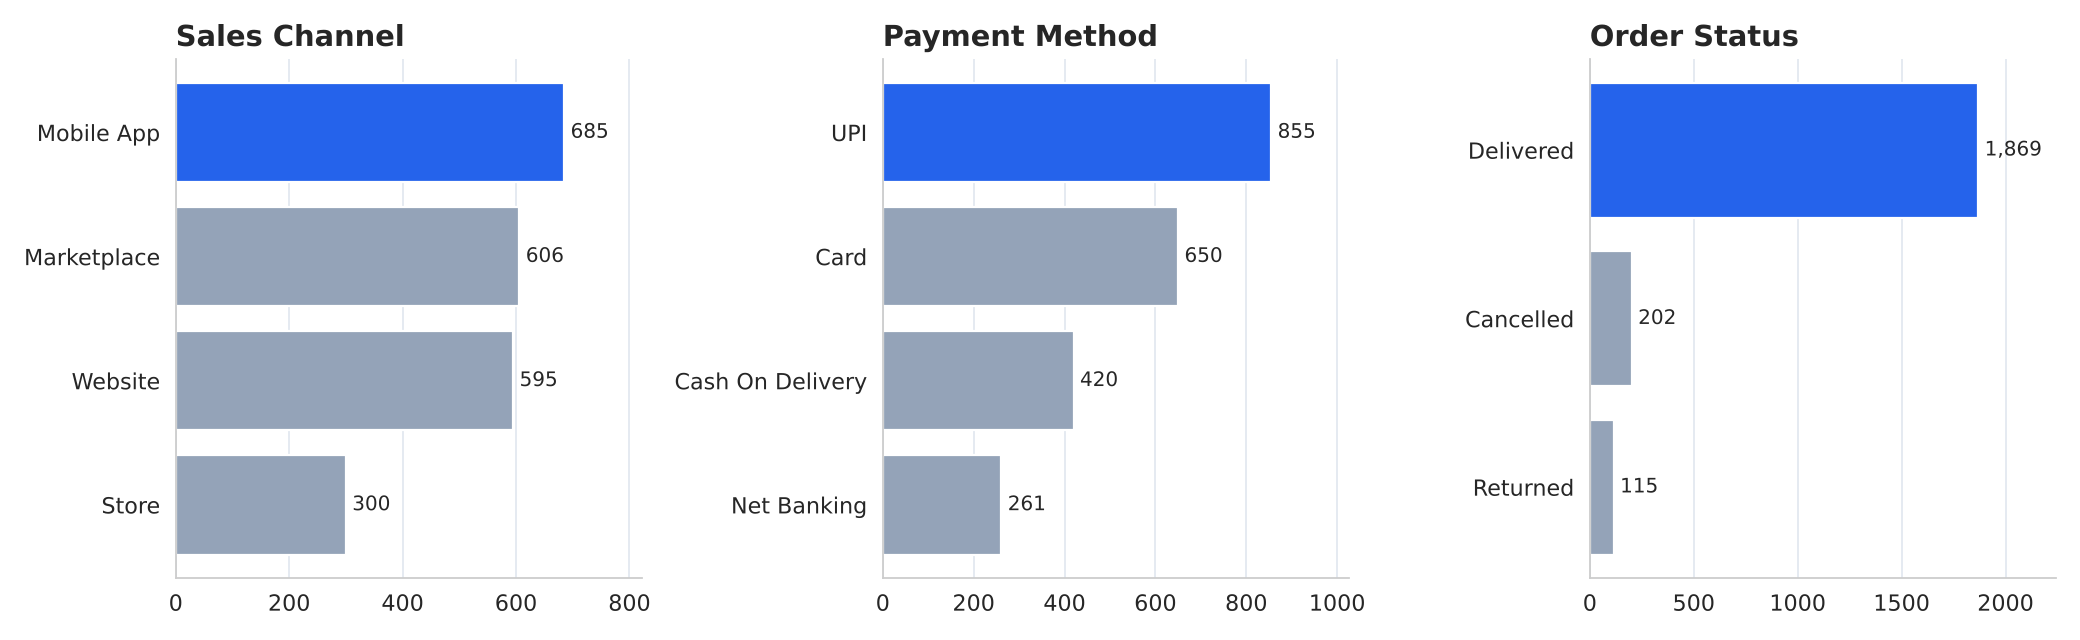 Sales Channel
Mobile App 685
Marketplace 606
Website 595
Store 300
0 200 400 600 800
Payment Method
UPI 855
Card 650
Cash On Delivery 420
Net Banking 261
0 200 400 600 800 1000
Order Status
Delivered 1,869
Cancelled 202
Returned 115
0 500 1000 1500 2000